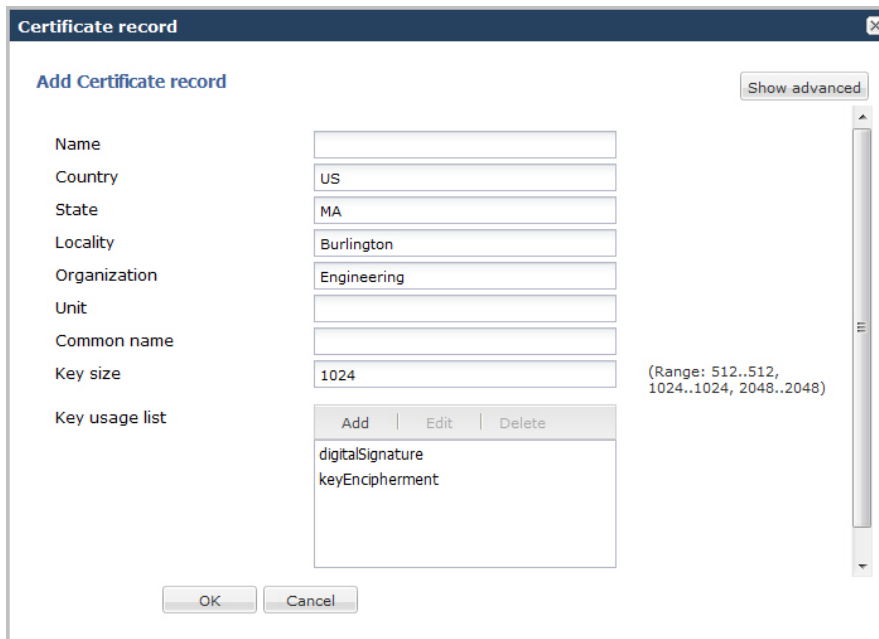 Certificate record
Add Certificate record
Show advanced
Name
Country US
State MA
Locality Burlington
Organization Engineering
Unit
Common name
Key size 1024 (Range: 512..512,
1024..1024, 2048..2048)
Key usage list Add Edit Delete
digitalSignature
keyEncipherment
OK Cancel